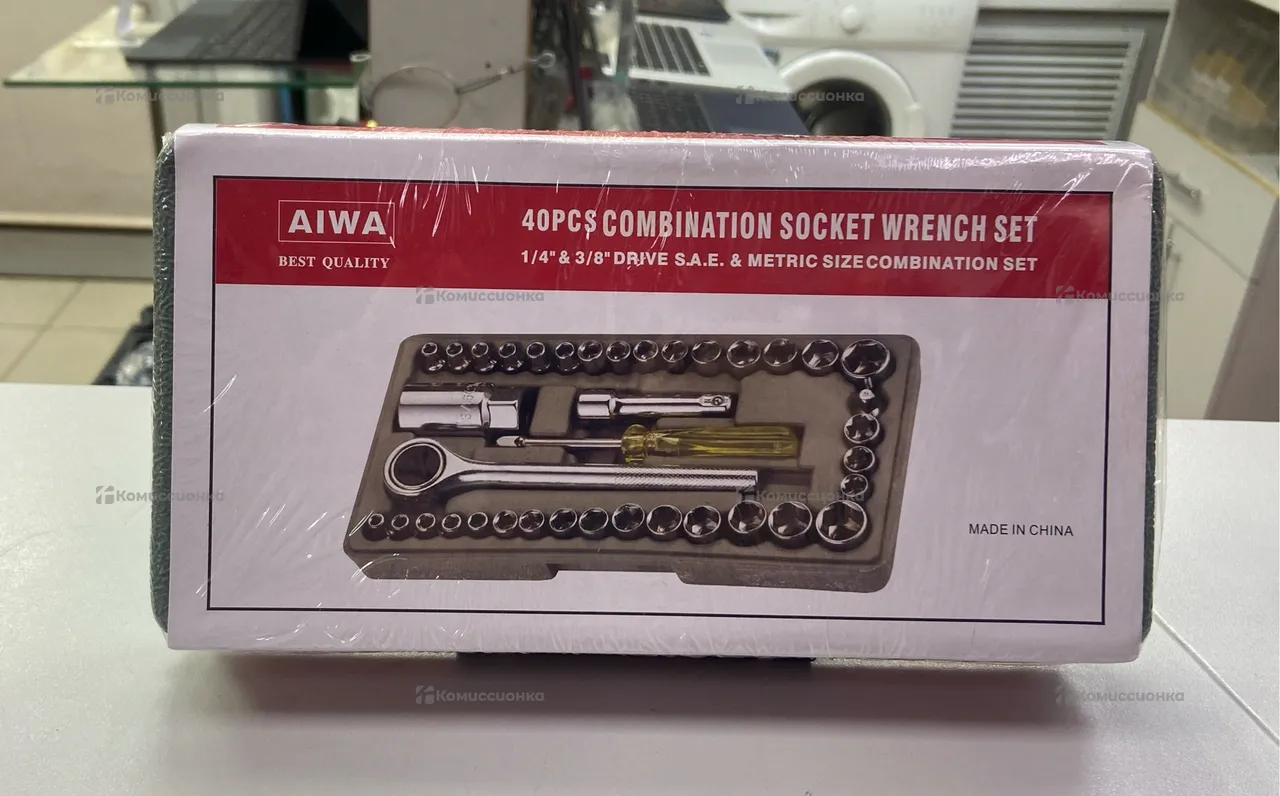 Комиссионка
Комиссионка
AIWA
BEST QUALITY
40PCS COMBINATION SOCKET WRENCH SET
1/4" & 3/8" DRIVE S.A.E. & METRIC SIZE COMBINATION SET
Комиссионка
Комиссионка
Комиссионка
Комиссионка
MADE IN CHINA
Комиссионка
Комиссионка